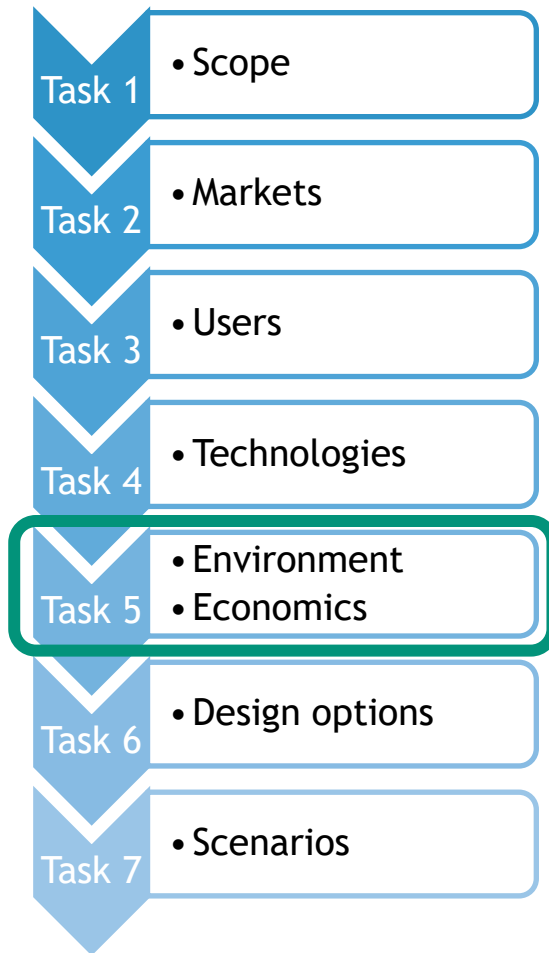 Task 1
• Scope
Task 2
• Markets
Task 3
• Users
Task 4
• Technologies
Task 5
• Environment
• Economics
Task 6
• Design options
Task 7
• Scenarios